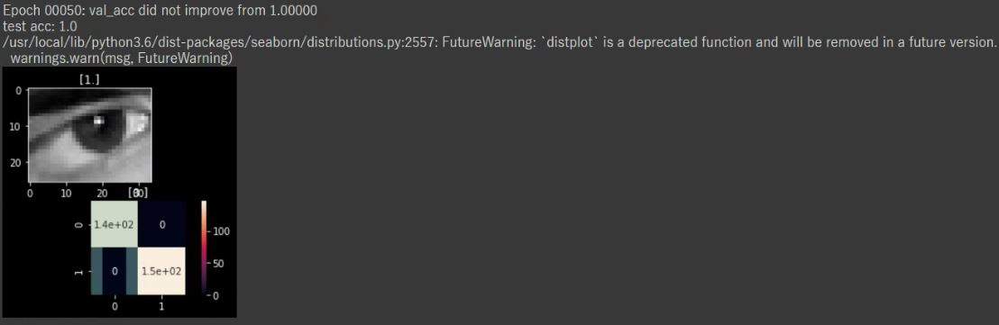 Epoch 00050: val_acc did not improve from 1.00000
test acc: 1.0
/usr/local/lib/python3.6/dist-packages/seaborn/distributions.py:2557: FutureWarning: `distplot` is a deprecated function and will be removed in a future version.
warnings.warn(msg, FutureWarning)
[1.]
0
10
20
0 10 20
0 1.4e+02 0
1 0 1.5e+02
0 1
100
50
0